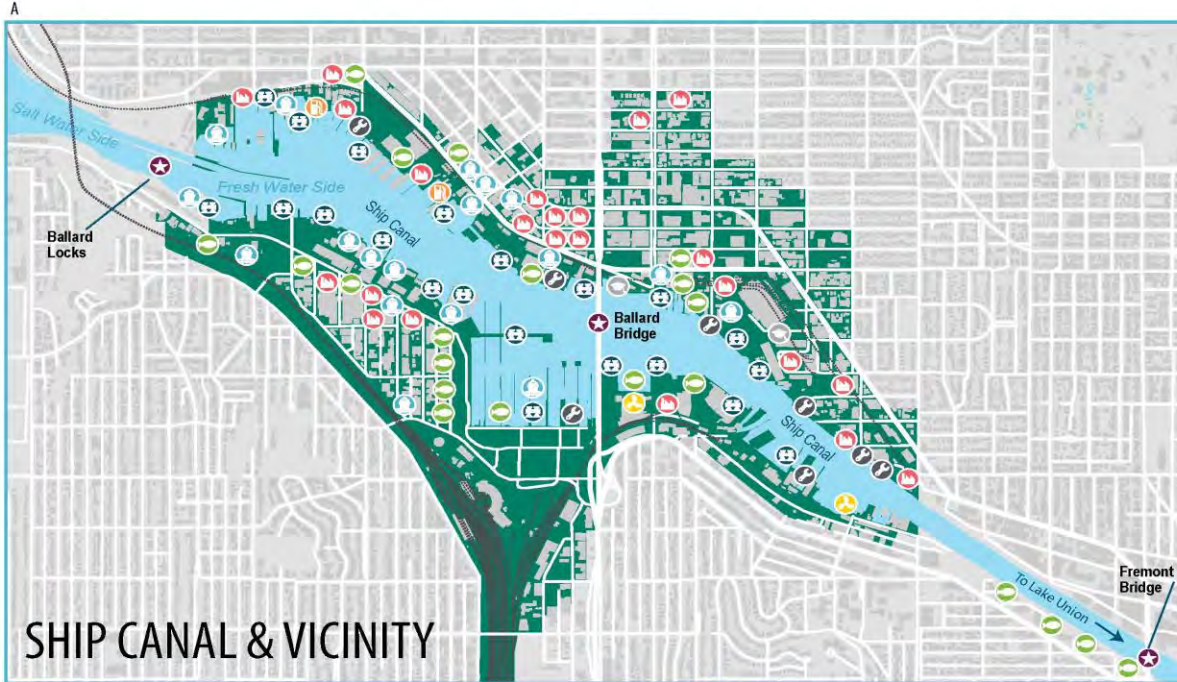 A
Salt Water Side
Fresh Water Side
Ship Canal
Ballard
Locks
Ballard
Bridge
Ship Canal
To Lake Union
Fremont
Bridge
SHIP CANAL & VICINITY